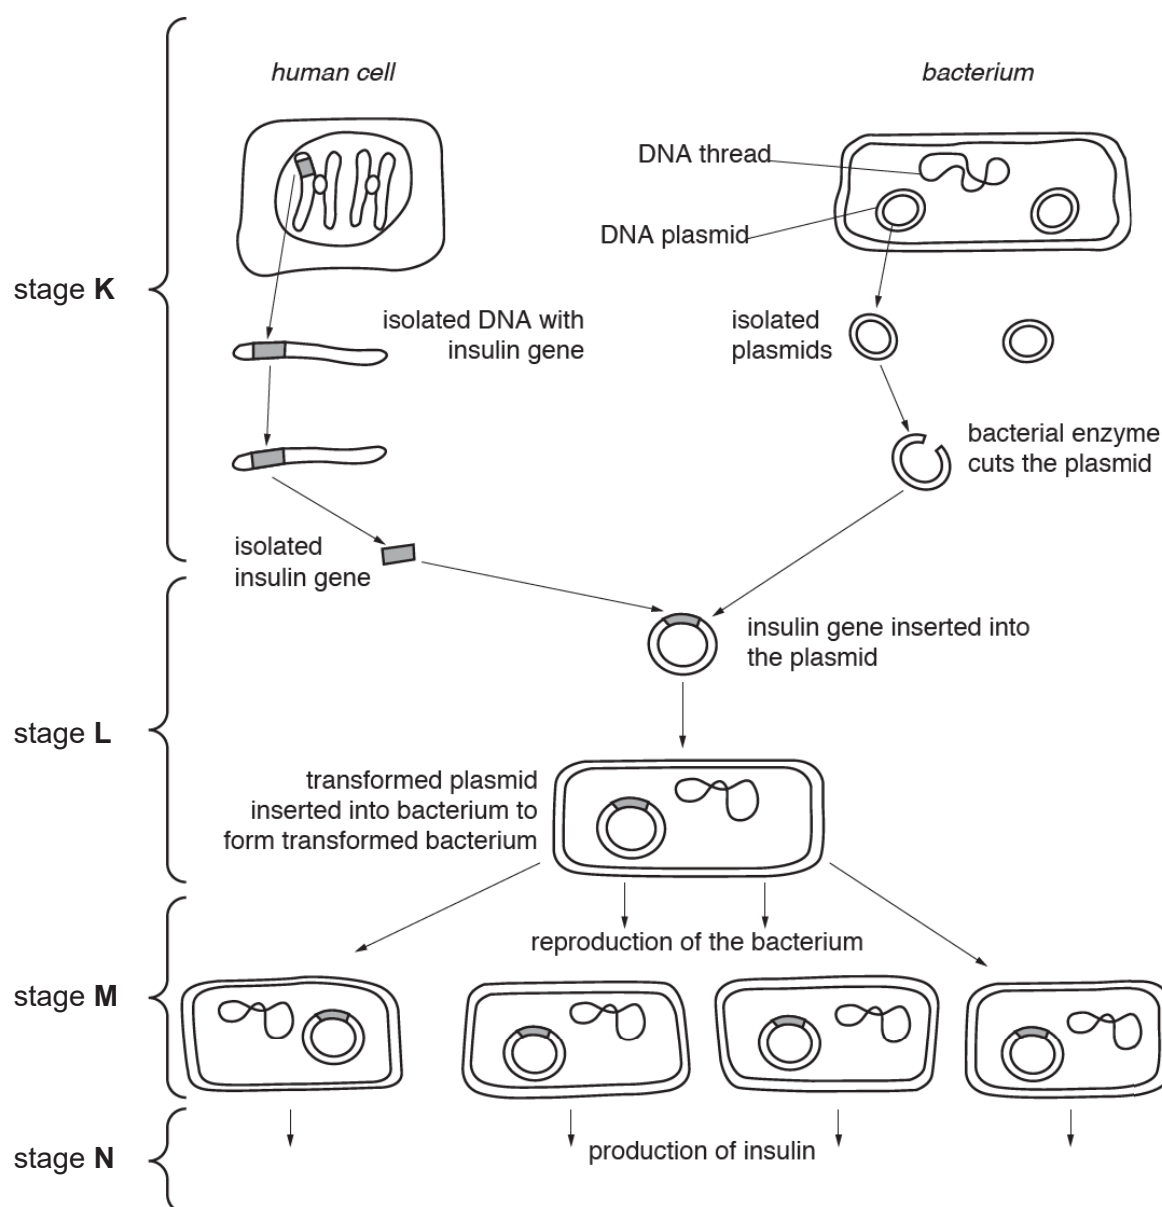 human cell
bacterium
DNA thread
DNA plasmid
stage K
isolated DNA with
insulin gene
isolated
plasmids
bacterial enzyme
cuts the plasmid
isolated
insulin gene
insulin gene inserted into
the plasmid
stage L
transformed plasmid
inserted into bacterium to
form transformed bacterium
reproduction of the bacterium
stage M
production of insulin
stage N